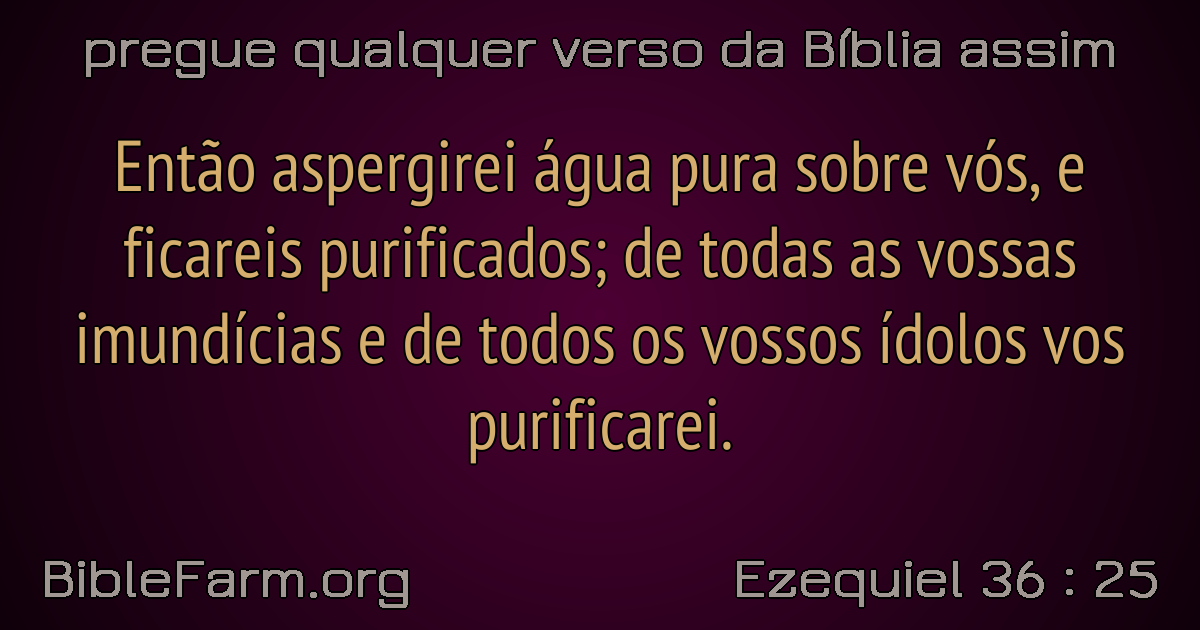 pregue qualquer verso da Bíblia assim
Então aspergirei água pura sobre vós, e
ficareis purificados; de todas as vossas
imundícias e de todos os vossos ídolos vos
purificarei.
BibleFarm.org
Ezequiel 36 : 25